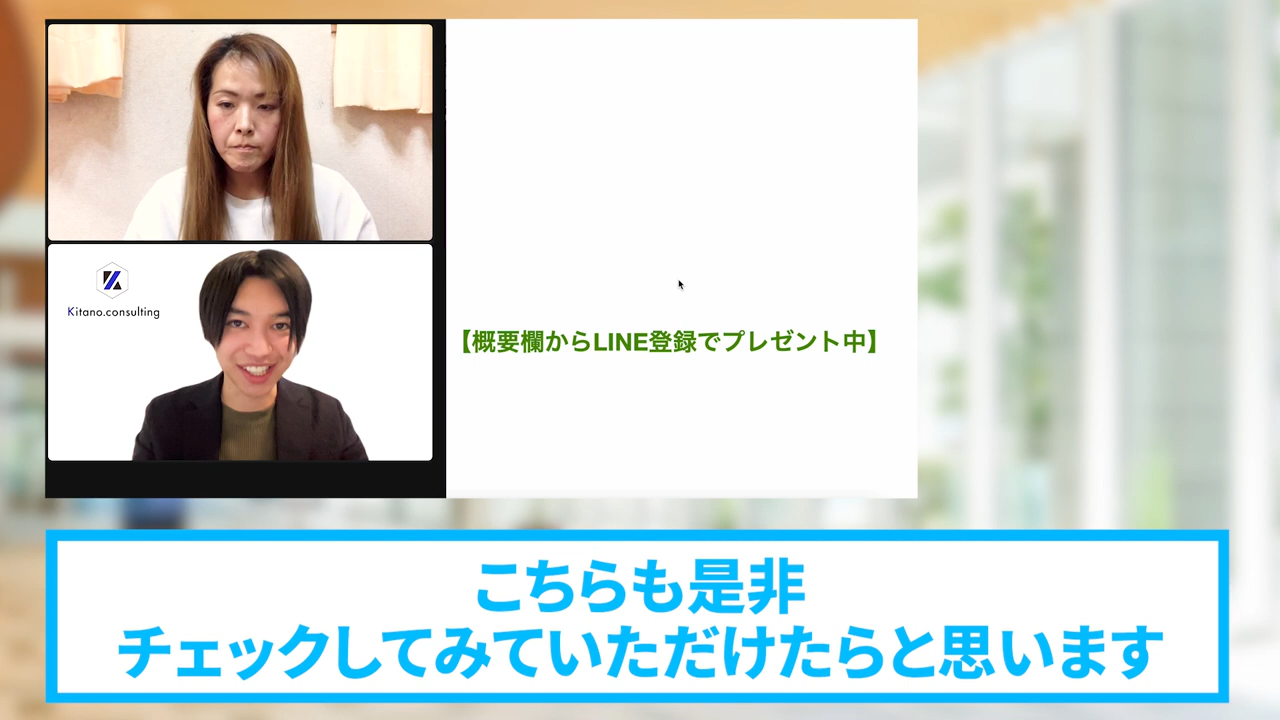 Kitano.consulting
【概要欄からLINE登録でプレゼント中】
こちらも是非
チェックしてみていただけたらと思います